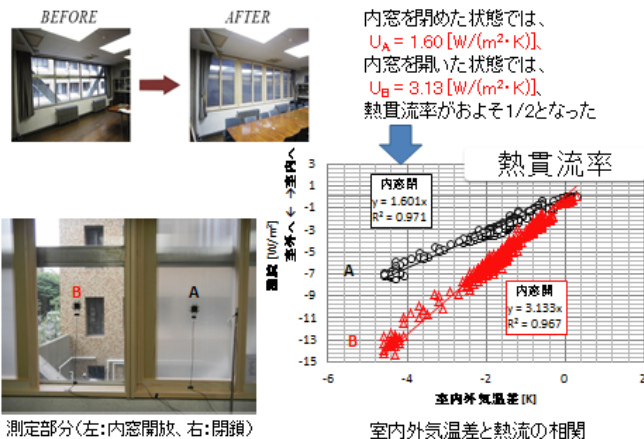 BEFORE
AFTER
内窓を閉めた状態では、
UA = 1.60 [W/(m²・K)]、
内窓を開いた状態では、
UB = 3.13 [W/(m²・K)]、
熱貫流率がおよそ1/2となった
熱貫流率
3
1
-1
-3
-5
-7
-9
-11
-13
-15
室外へ ← → 室内へ
[W/m²]
内窓閉
y = 1.601x
R² = 0.971
A
内窓開
y = 3.133x
R² = 0.967
B
-6
-4
-2
0
2
室内外気温差 [K]
B
A
測定部分(左:内窓開放、右:閉鎖)
室内外気温差と熱流の相関